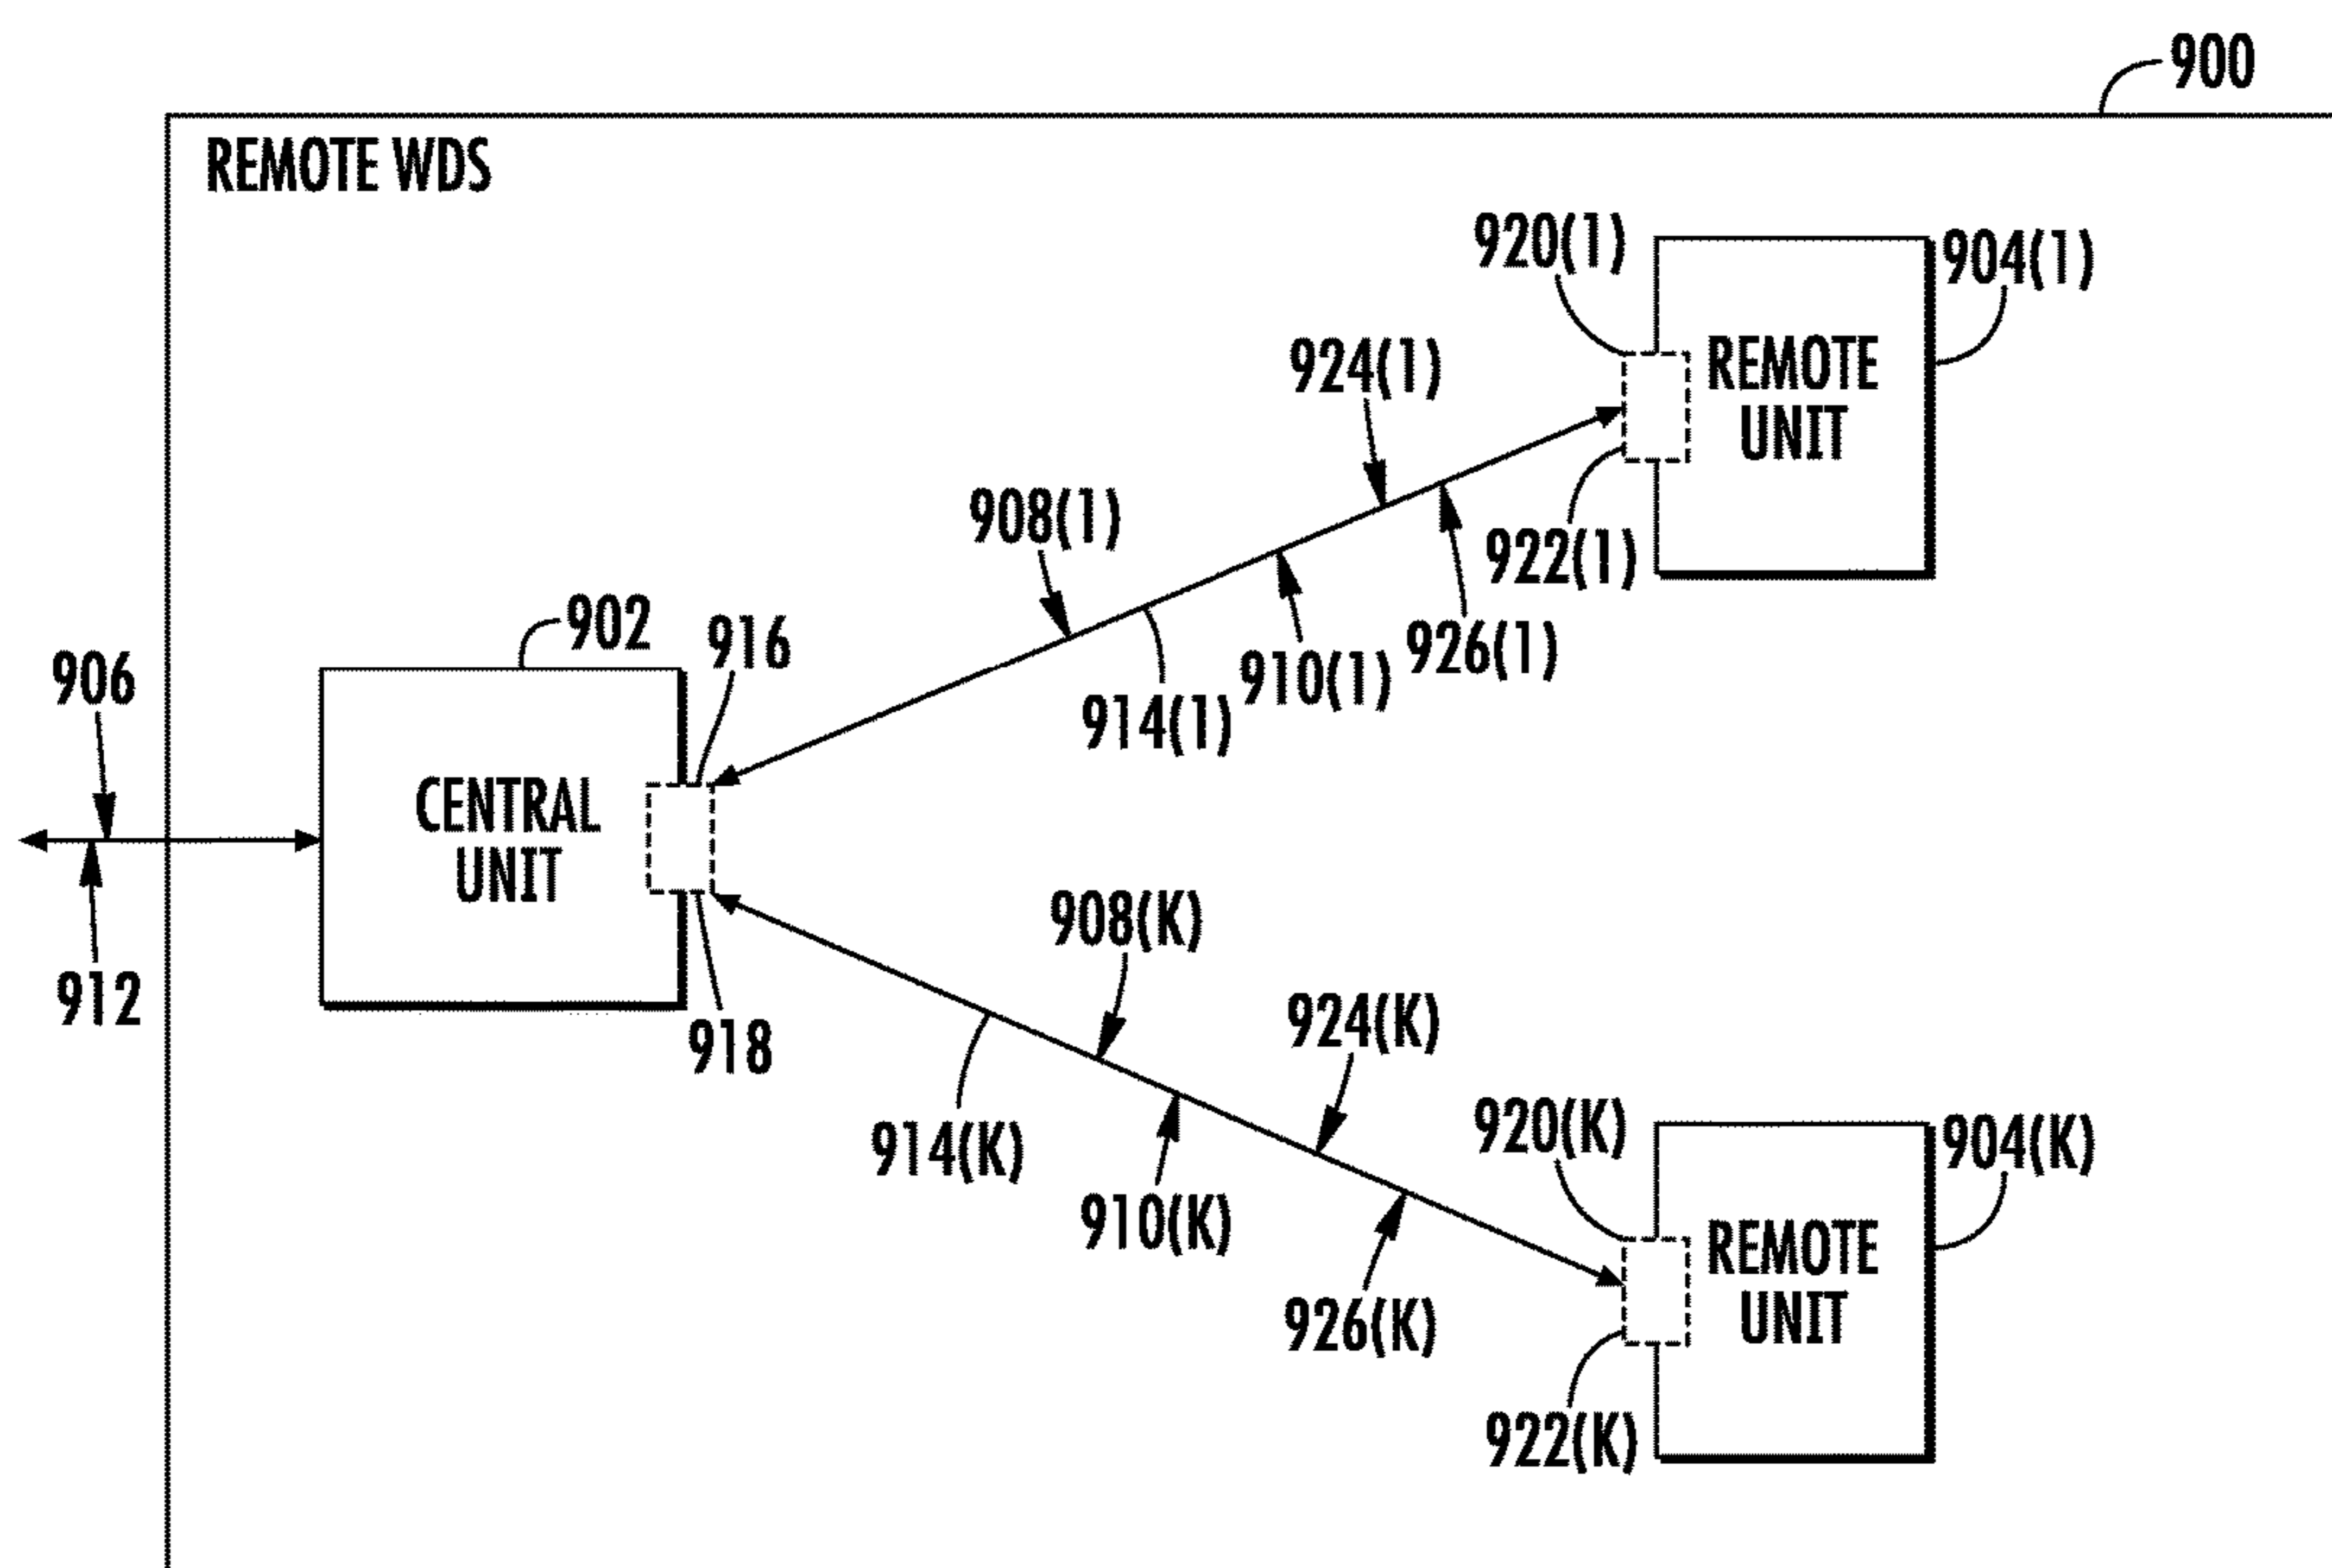 900
REMOTE WDS
920(1)
904(1)
924(1)
REMOTE
UNIT
908(1)
922(1)
902
916
926(1)
906
910(1)
914(1)
CENTRAL
UNIT
908(K)
912
918
924(K)
914(K)
920(K)
904(K)
910(K)
REMOTE
UNIT
926(K)
922(K)